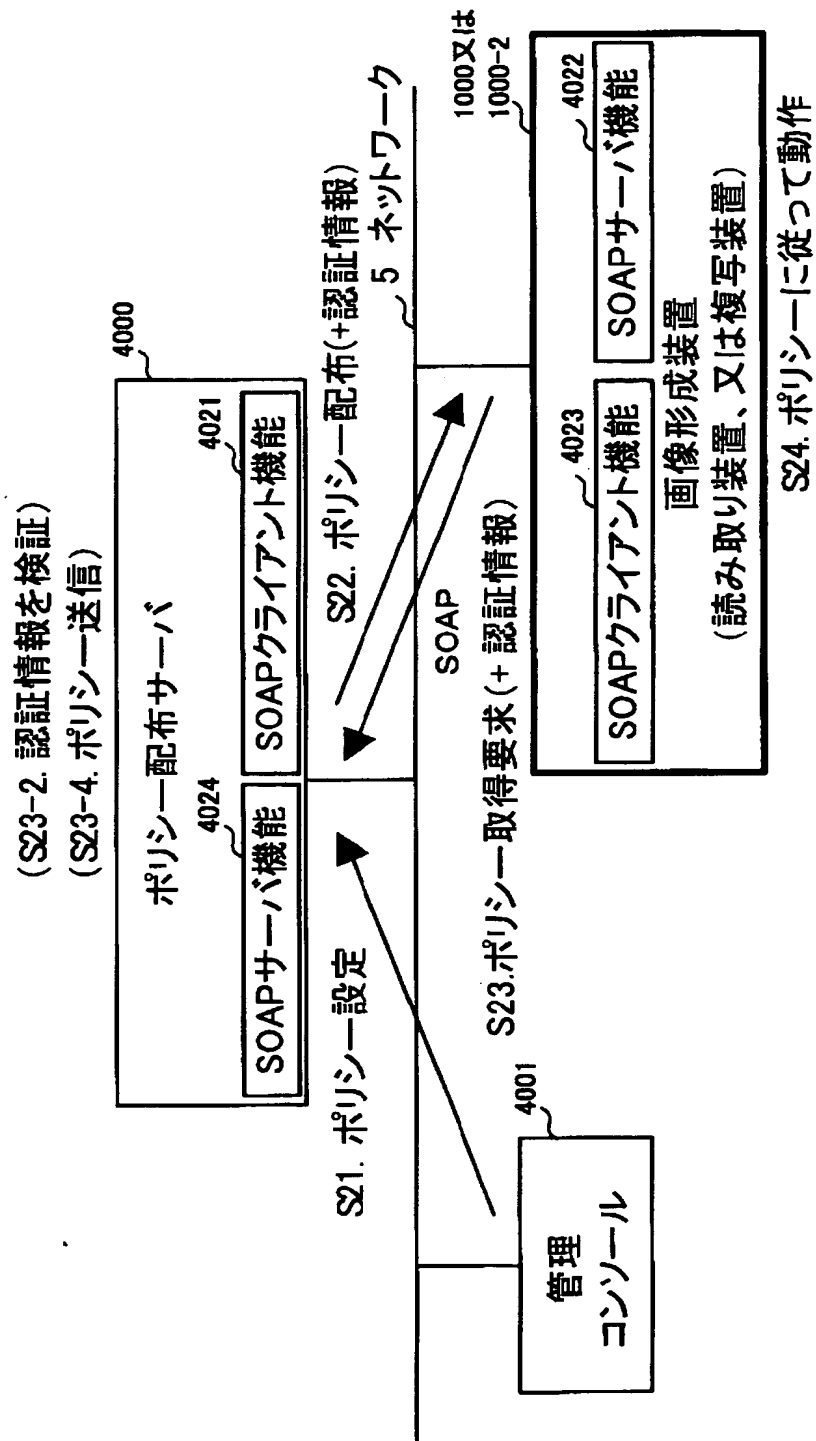 (S23-2. 認証情報を検証)
(S23-4. ポリシー送信)
4000
ポリシー配布サーバ
4024
SOAPサーバ機能
4021
SOAPクライアント機能
S21. ポリシー設定
S22. ポリシー配布(+認証情報)
5 ネットワーク
SOAP
S23.ポリシー取得要求(+ 認証情報)
4001
管理
コンソール
1000又は
1000-2
4023
SOAPクライアント機能
4022
SOAPサーバ機能
画像形成装置
(読み取り装置、又は複写装置)
S24. ポリシーに従って動作